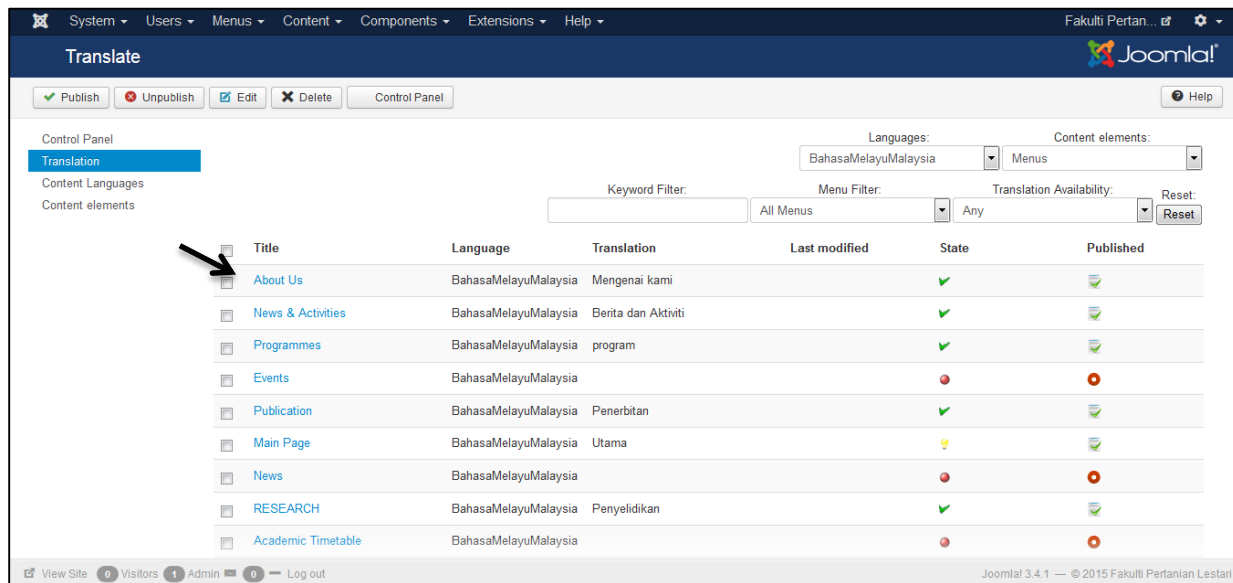 System Users Menus Content Components Extensions Help Fakulti Pertan...
Translate Joomla!®
Publish Unpublish Edit Delete Control Panel Help
Control Panel
Translation
Content Languages
Content elements
Languages: Content elements:
BahasaMelayuMalaysia Menus
Keyword Filter: Menu Filter: Translation Availability: Reset:
All Menus Any Reset
Title Language Translation Last modified State Published
About Us BahasaMelayuMalaysia Mengenai kami
News & Activities BahasaMelayuMalaysia Berita dan Aktiviti
Programmes BahasaMelayuMalaysia program
Events BahasaMelayuMalaysia
Publication BahasaMelayuMalaysia Penerbitan
Main Page BahasaMelayuMalaysia Utama
News BahasaMelayuMalaysia
RESEARCH BahasaMelayuMalaysia Penyelidikan
Academic Timetable BahasaMelayuMalaysia
View Site 0 Visitors 1 Admin 0 Log out Joomla! 3.4.1 — © 2015 Fakulti Pertanian Lestari